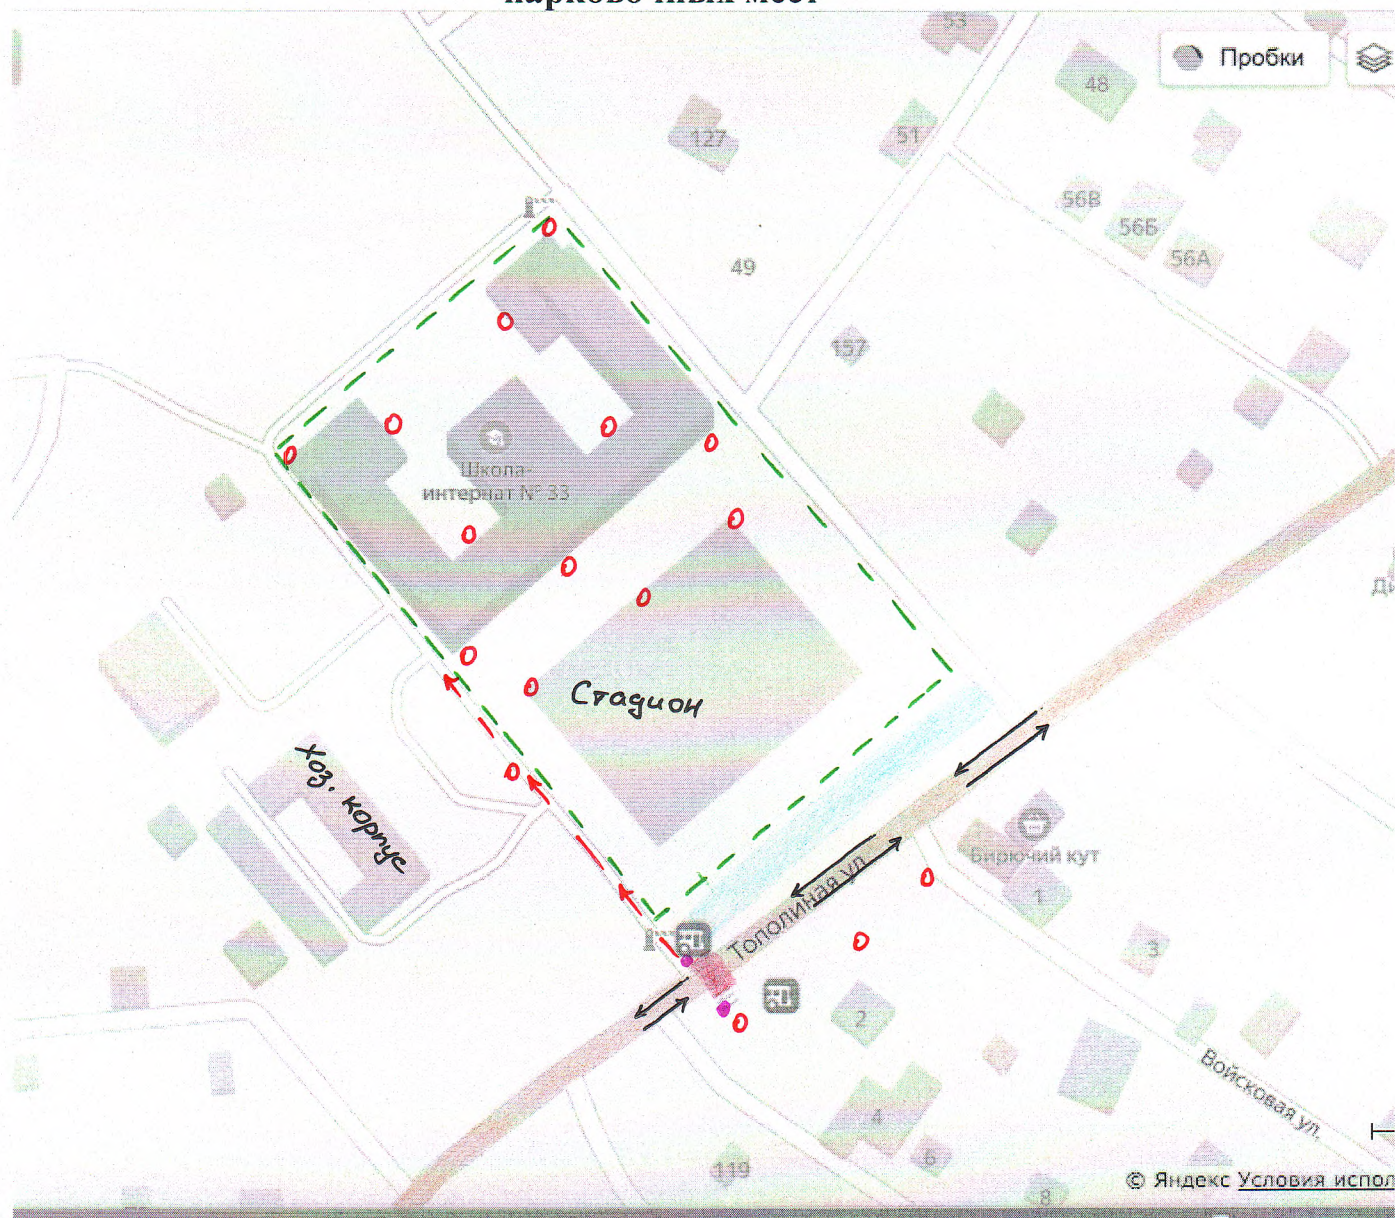 парковочных мест
53
Пробки
48
127
51
56В
56Б
56А
49
157
Школа-
интернат № 33
Стадион
Хоз. корпус
Бирючий кут
1
Тополиная ул.
3
2
Войсковая ул.
4
6
119
8
© Яндекс Условия испол